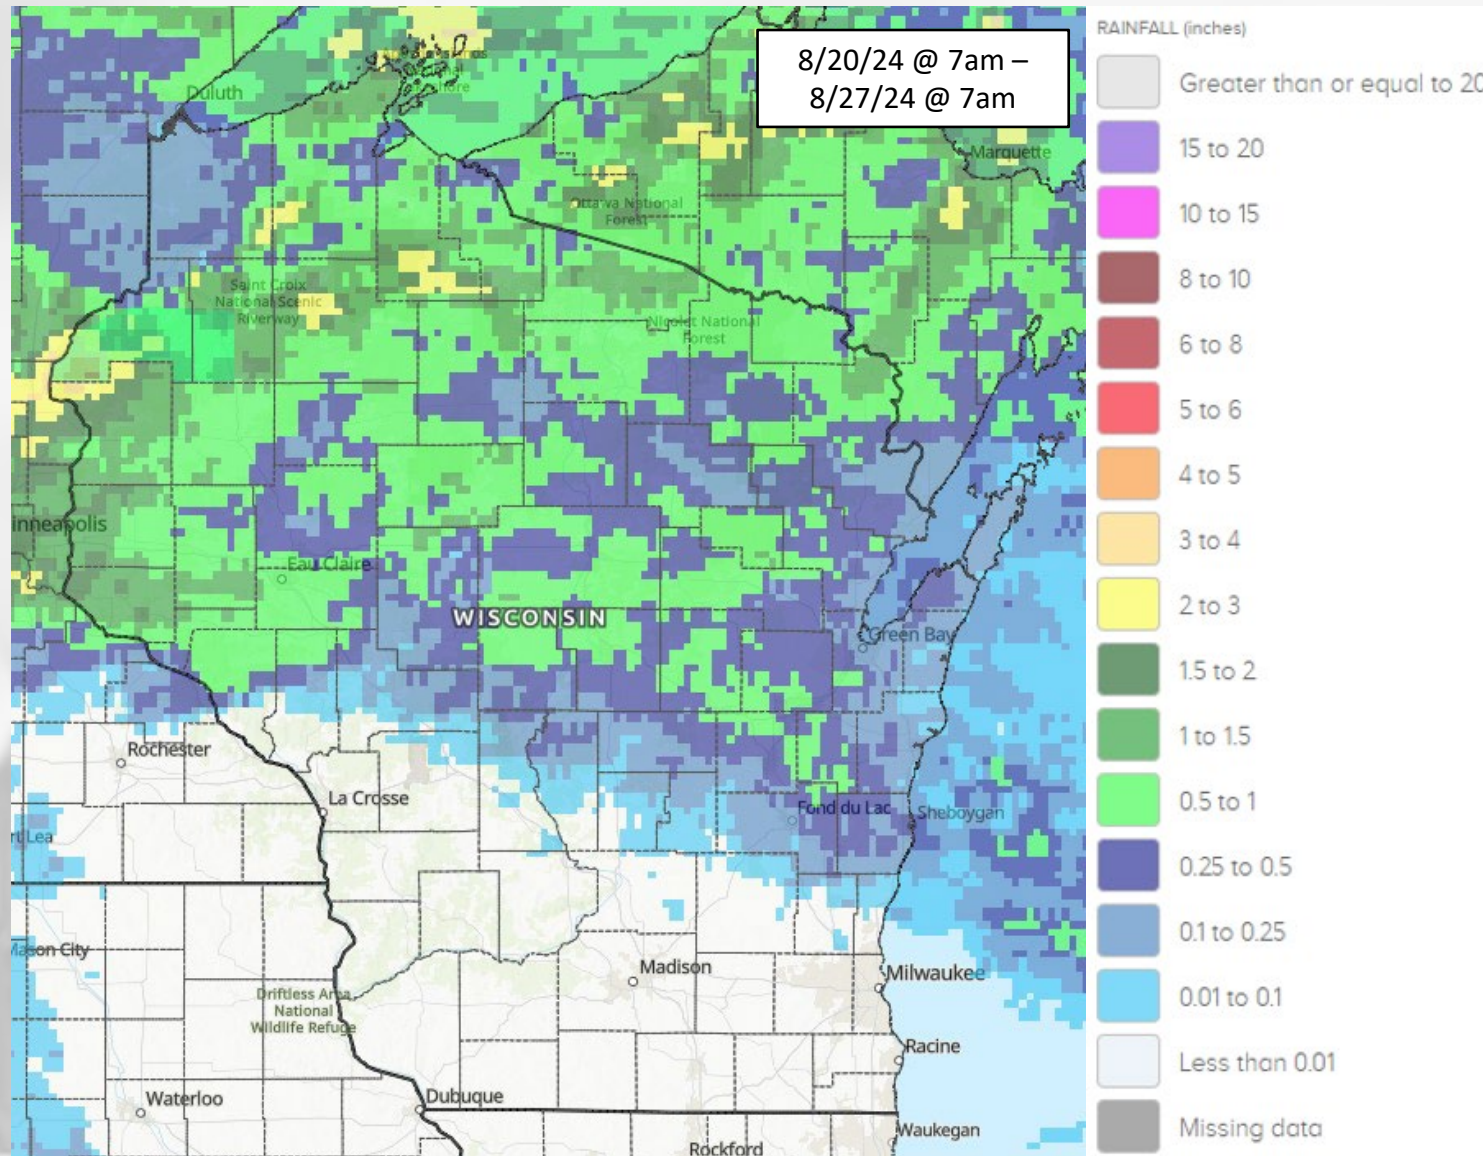 8/20/24 @ 7am –
8/27/24 @ 7am
Duluth
Marquette
Ottawa National
Forest
Saint Croix
National Scenic
Riverway
Nicolet National
Forest
inneapolis
Eau Claire
WISCONSIN
Green Bay
Rochester
La Crosse
Fond du Lac
Sheboygan
rt Lea
Mason City
Madison
Milwaukee
Driftless Area
National
Wildlife Refuge
Racine
Waterloo
Dubuque
Waukegan
Rockford
RAINFALL (inches)
Greater than or equal to 20
15 to 20
10 to 15
8 to 10
6 to 8
5 to 6
4 to 5
3 to 4
2 to 3
1.5 to 2
1 to 1.5
0.5 to 1
0.25 to 0.5
0.1 to 0.25
0.01 to 0.1
Less than 0.01
Missing data